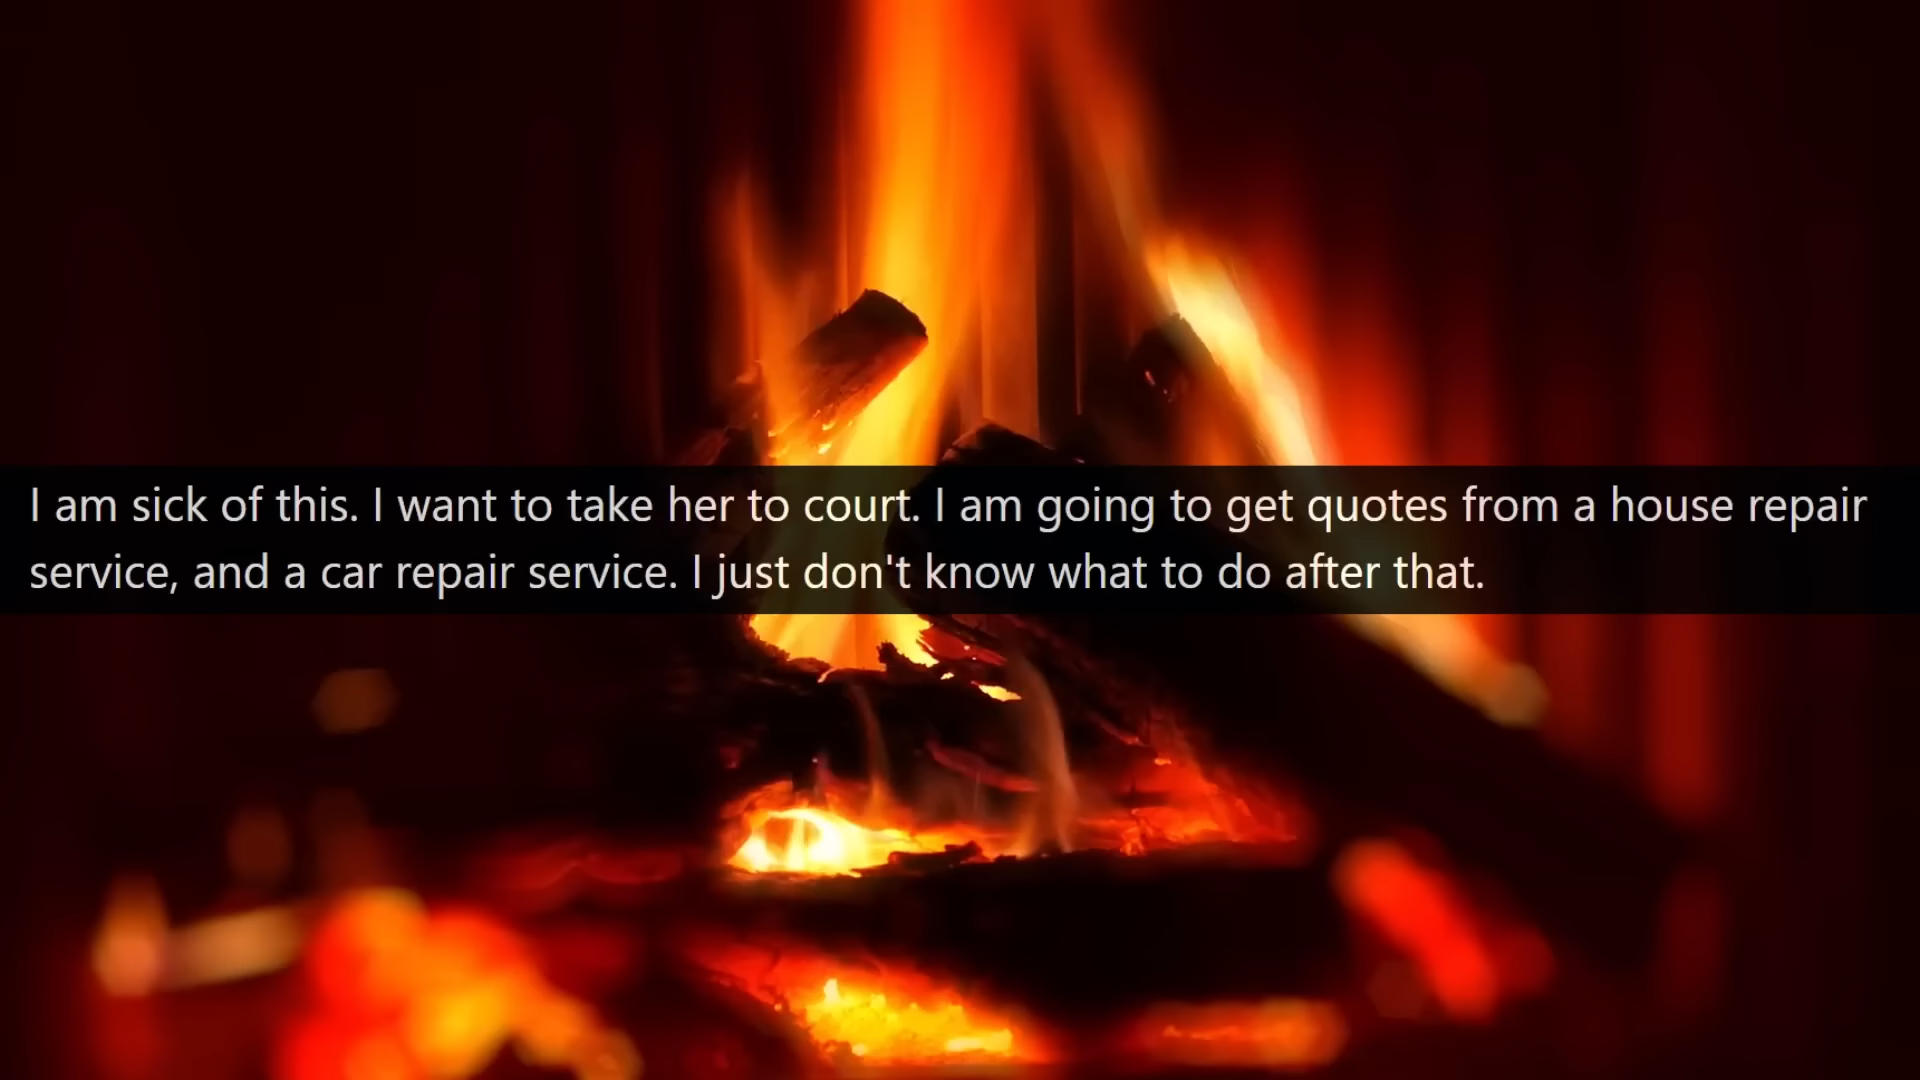 I am sick of this. I want to take her to court. I am going to get quotes from a house repair
service, and a car repair service. I just don't know what to do after that.